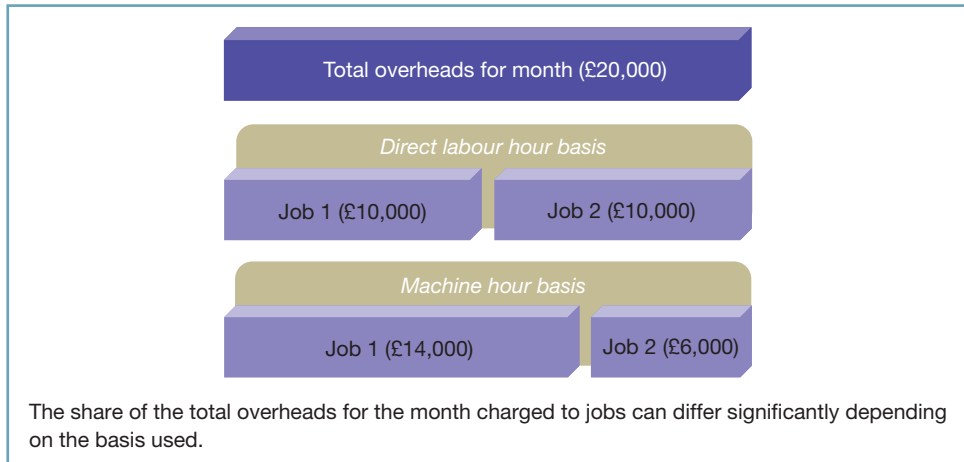 Total overheads for month (£20,000)
Direct labour hour basis
Job 1 (£10,000)
Job 2 (£10,000)
Machine hour basis
Job 1 (£14,000)
Job 2 (£6,000)
The share of the total overheads for the month charged to jobs can differ significantly depending
on the basis used.